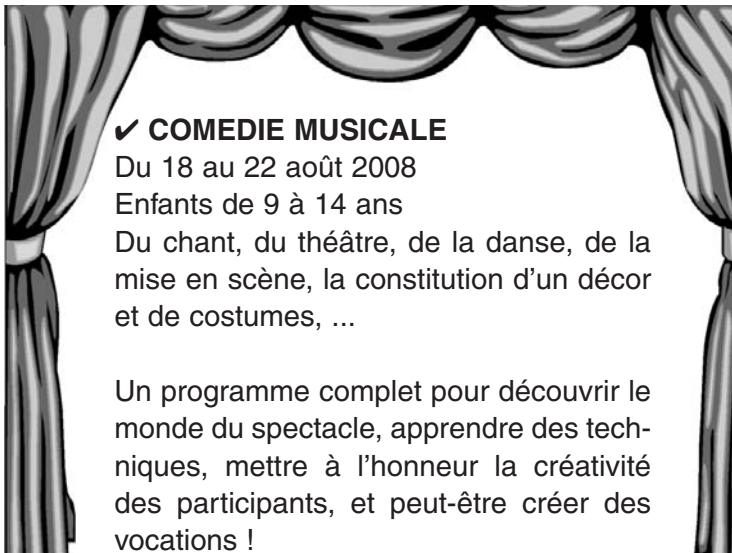 ✔ COMEDIE MUSICALE
Du 18 au 22 août 2008
Enfants de 9 à 14 ans
Du chant, du théâtre, de la danse, de la
mise en scène, la constitution d'un décor
et de costumes, ...
Un programme complet pour découvrir le
monde du spectacle, apprendre des tech-
niques, mettre à l'honneur la créativité
des participants, et peut-être créer des
vocations !